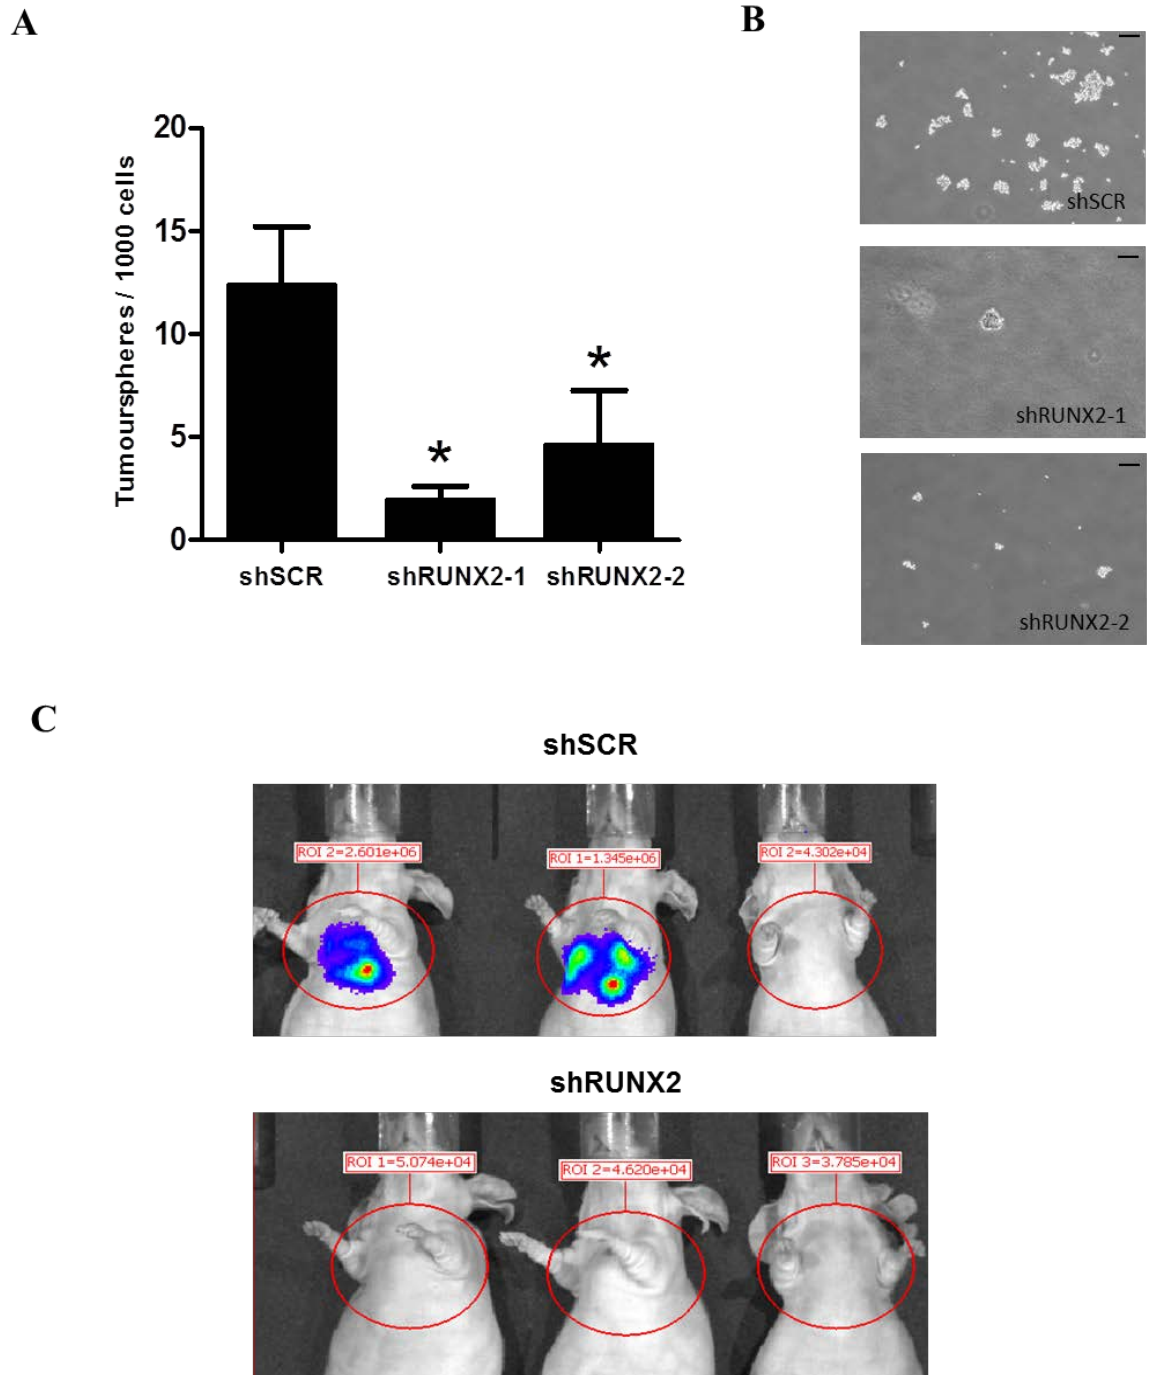 A
B
20
15
10
5
0
Tumourspheres / 1000 cells
*
*
shSCR
shRUNX2-1
shRUNX2-2
shSCR
shRUNX2-1
shRUNX2-2
C
shSCR
ROI 2=2.601e+06
ROI 1=1.345e+06
ROI 2=4.302e+04
shRUNX2
ROI 1=5.074e+04
ROI 2=4.620e+04
ROI 3=3.785e+04